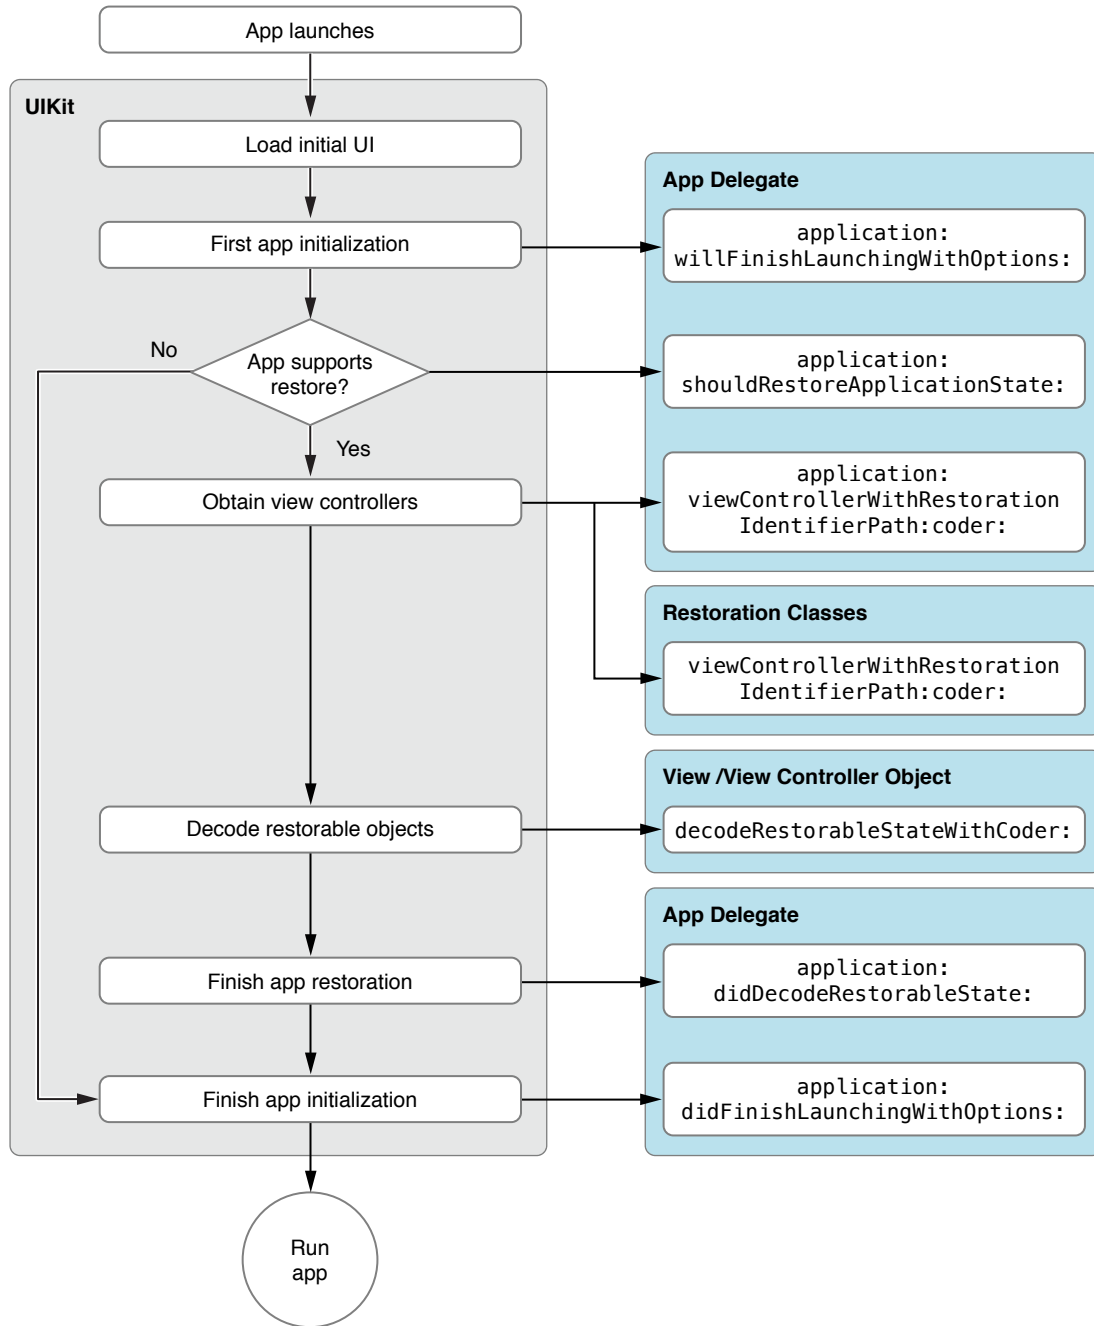 App launches
UIKit
Load initial UI
First app initialization
App supports
restore?
No
Yes
Obtain view controllers
Decode restorable objects
Finish app restoration
Finish app initialization
Run
app
App Delegate
application:
willFinishLaunchingWithOptions:
application:
shouldRestoreApplicationState:
application:
viewControllerWithRestoration
IdentifierPath:coder:
Restoration Classes
viewControllerWithRestoration
IdentifierPath:coder:
View /View Controller Object
decodeRestorableStateWithCoder:
App Delegate
application:
didDecodeRestorableState:
application:
didFinishLaunchingWithOptions: